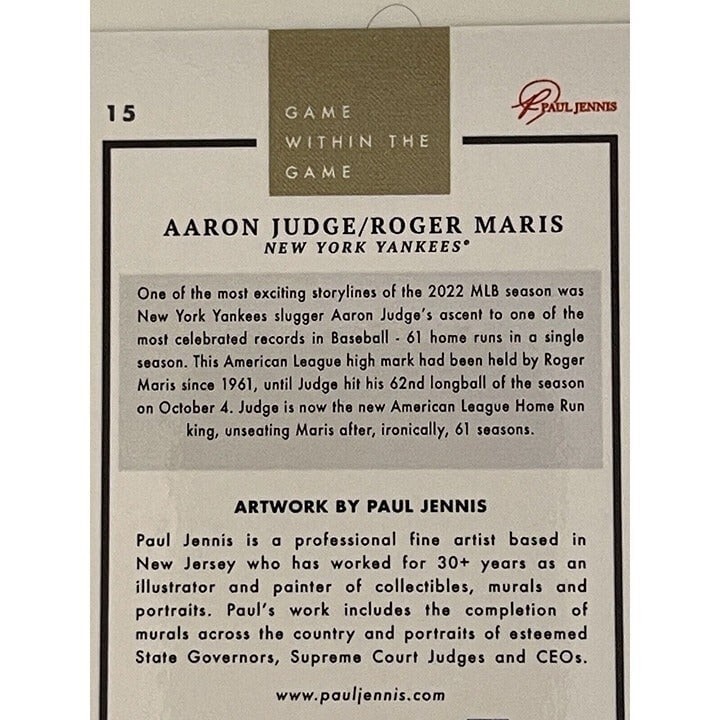 15
GAME
WITHIN THE
GAME
PAUL JENNIS
AARON JUDGE/ROGER MARIS
NEW YORK YANKEES®
One of the most exciting storylines of the 2022 MLB season was
New York Yankees slugger Aaron Judge's ascent to one of the
most celebrated records in Baseball - 61 home runs in a single
season. This American League high mark had been held by Roger
Maris since 1961, until Judge hit his 62nd longball of the season
on October 4. Judge is now the new American League Home Run
king, unseating Maris after, ironically, 61 seasons.
ARTWORK BY PAUL JENNIS
Paul Jennis is a professional fine artist based in
New Jersey who has worked for 30+ years as an
illustrator and painter of collectibles, murals and
portraits. Paul's work includes the completion of
murals across the country and portraits of esteemed
State Governors, Supreme Court Judges and CEOs.
www.pauljennis.com